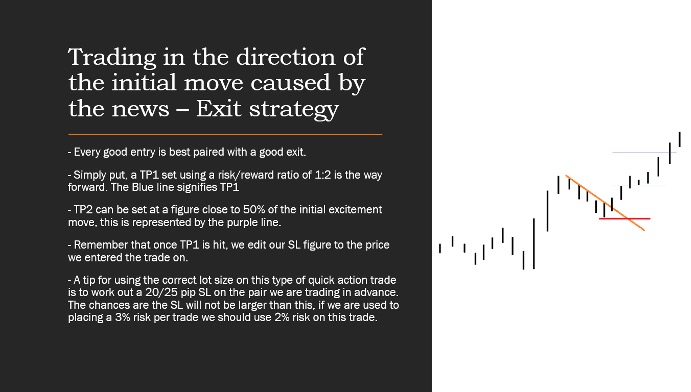 Trading in the direction of
the initial move caused by
the news – Exit strategy
- Every good entry is best paired with a good exit.
- Simply put, a TP1 set using a risk/reward ratio of 1:2 is the way
forward. The Blue line signifies TP1
- TP2 can be set at a figure close to 50% of the initial excitement
move, this is represented by the purple line.
- Remember that once TP1 is hit, we edit our SL figure to the price
we entered the trade on.
- A tip for using the correct lot size on this type of quick action trade
is to work out a 20/25 pip SL on the pair we are trading in advance.
The chances are the SL will not be larger than this, if we are used to
placing a 3% risk per trade we should use 2% risk on this trade.